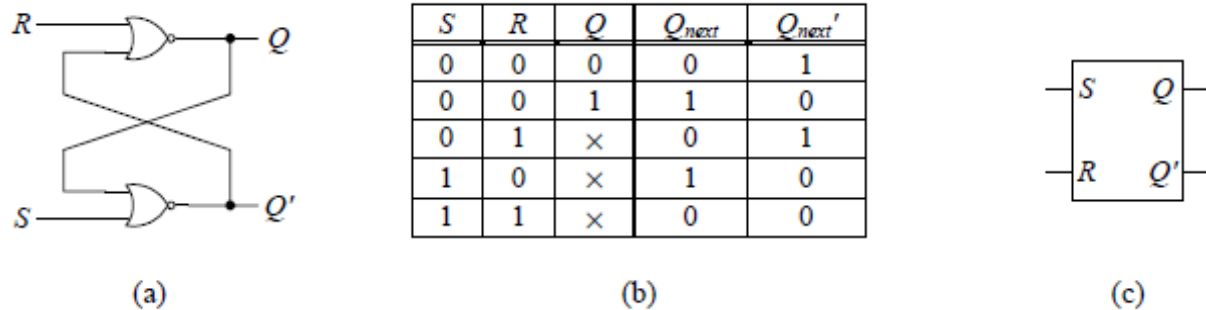 R
Q
S
Q'
(a)
S R Q Qnext Qnext'
0 0 0 0 1
0 0 1 1 0
0 1 × 0 1
1 0 × 1 0
1 1 × 0 0
(b)
S Q
R Q'
(c)